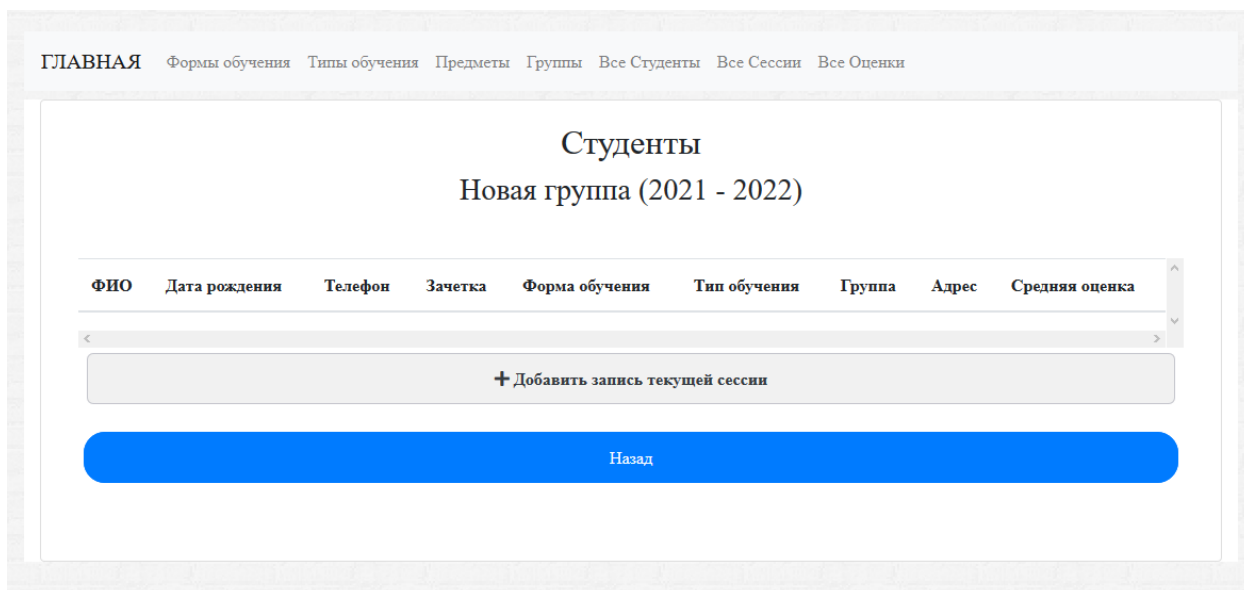 ГЛАВНАЯ Формы обучения Типы обучения Предметы Группы Все Студенты Все Сессии Все Оценки
Студенты
Новая группа (2021 - 2022)
ФИО Дата рождения Телефон Зачетка Форма обучения Тип обучения Группа Адрес Средняя оценка
+ Добавить запись текущей сессии
Назад